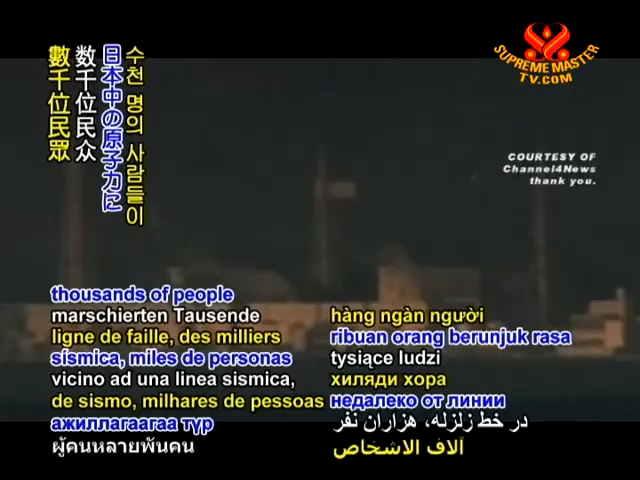 SUPREME MASTER
TV.COM
수천 명의 사람들이
日本中の原子力に
数千位民众
數千位民眾
COURTESY OF
Channel4News
thank you.
thousands of people
marschierten Tausende
ligne de faille, des milliers
sísmica, miles de personas
vicino ad una linea sismica,
de sismo, milhares de pessoas
ажиллагаагаа түр
ผู้คนหลายพันคน
hàng ngàn người
ribuan orang berunjuk rasa
tysiące ludzi
хиляди хора
недалеко от линии
در خط زلزله، هزاران نفر
آلاف الاشخاص